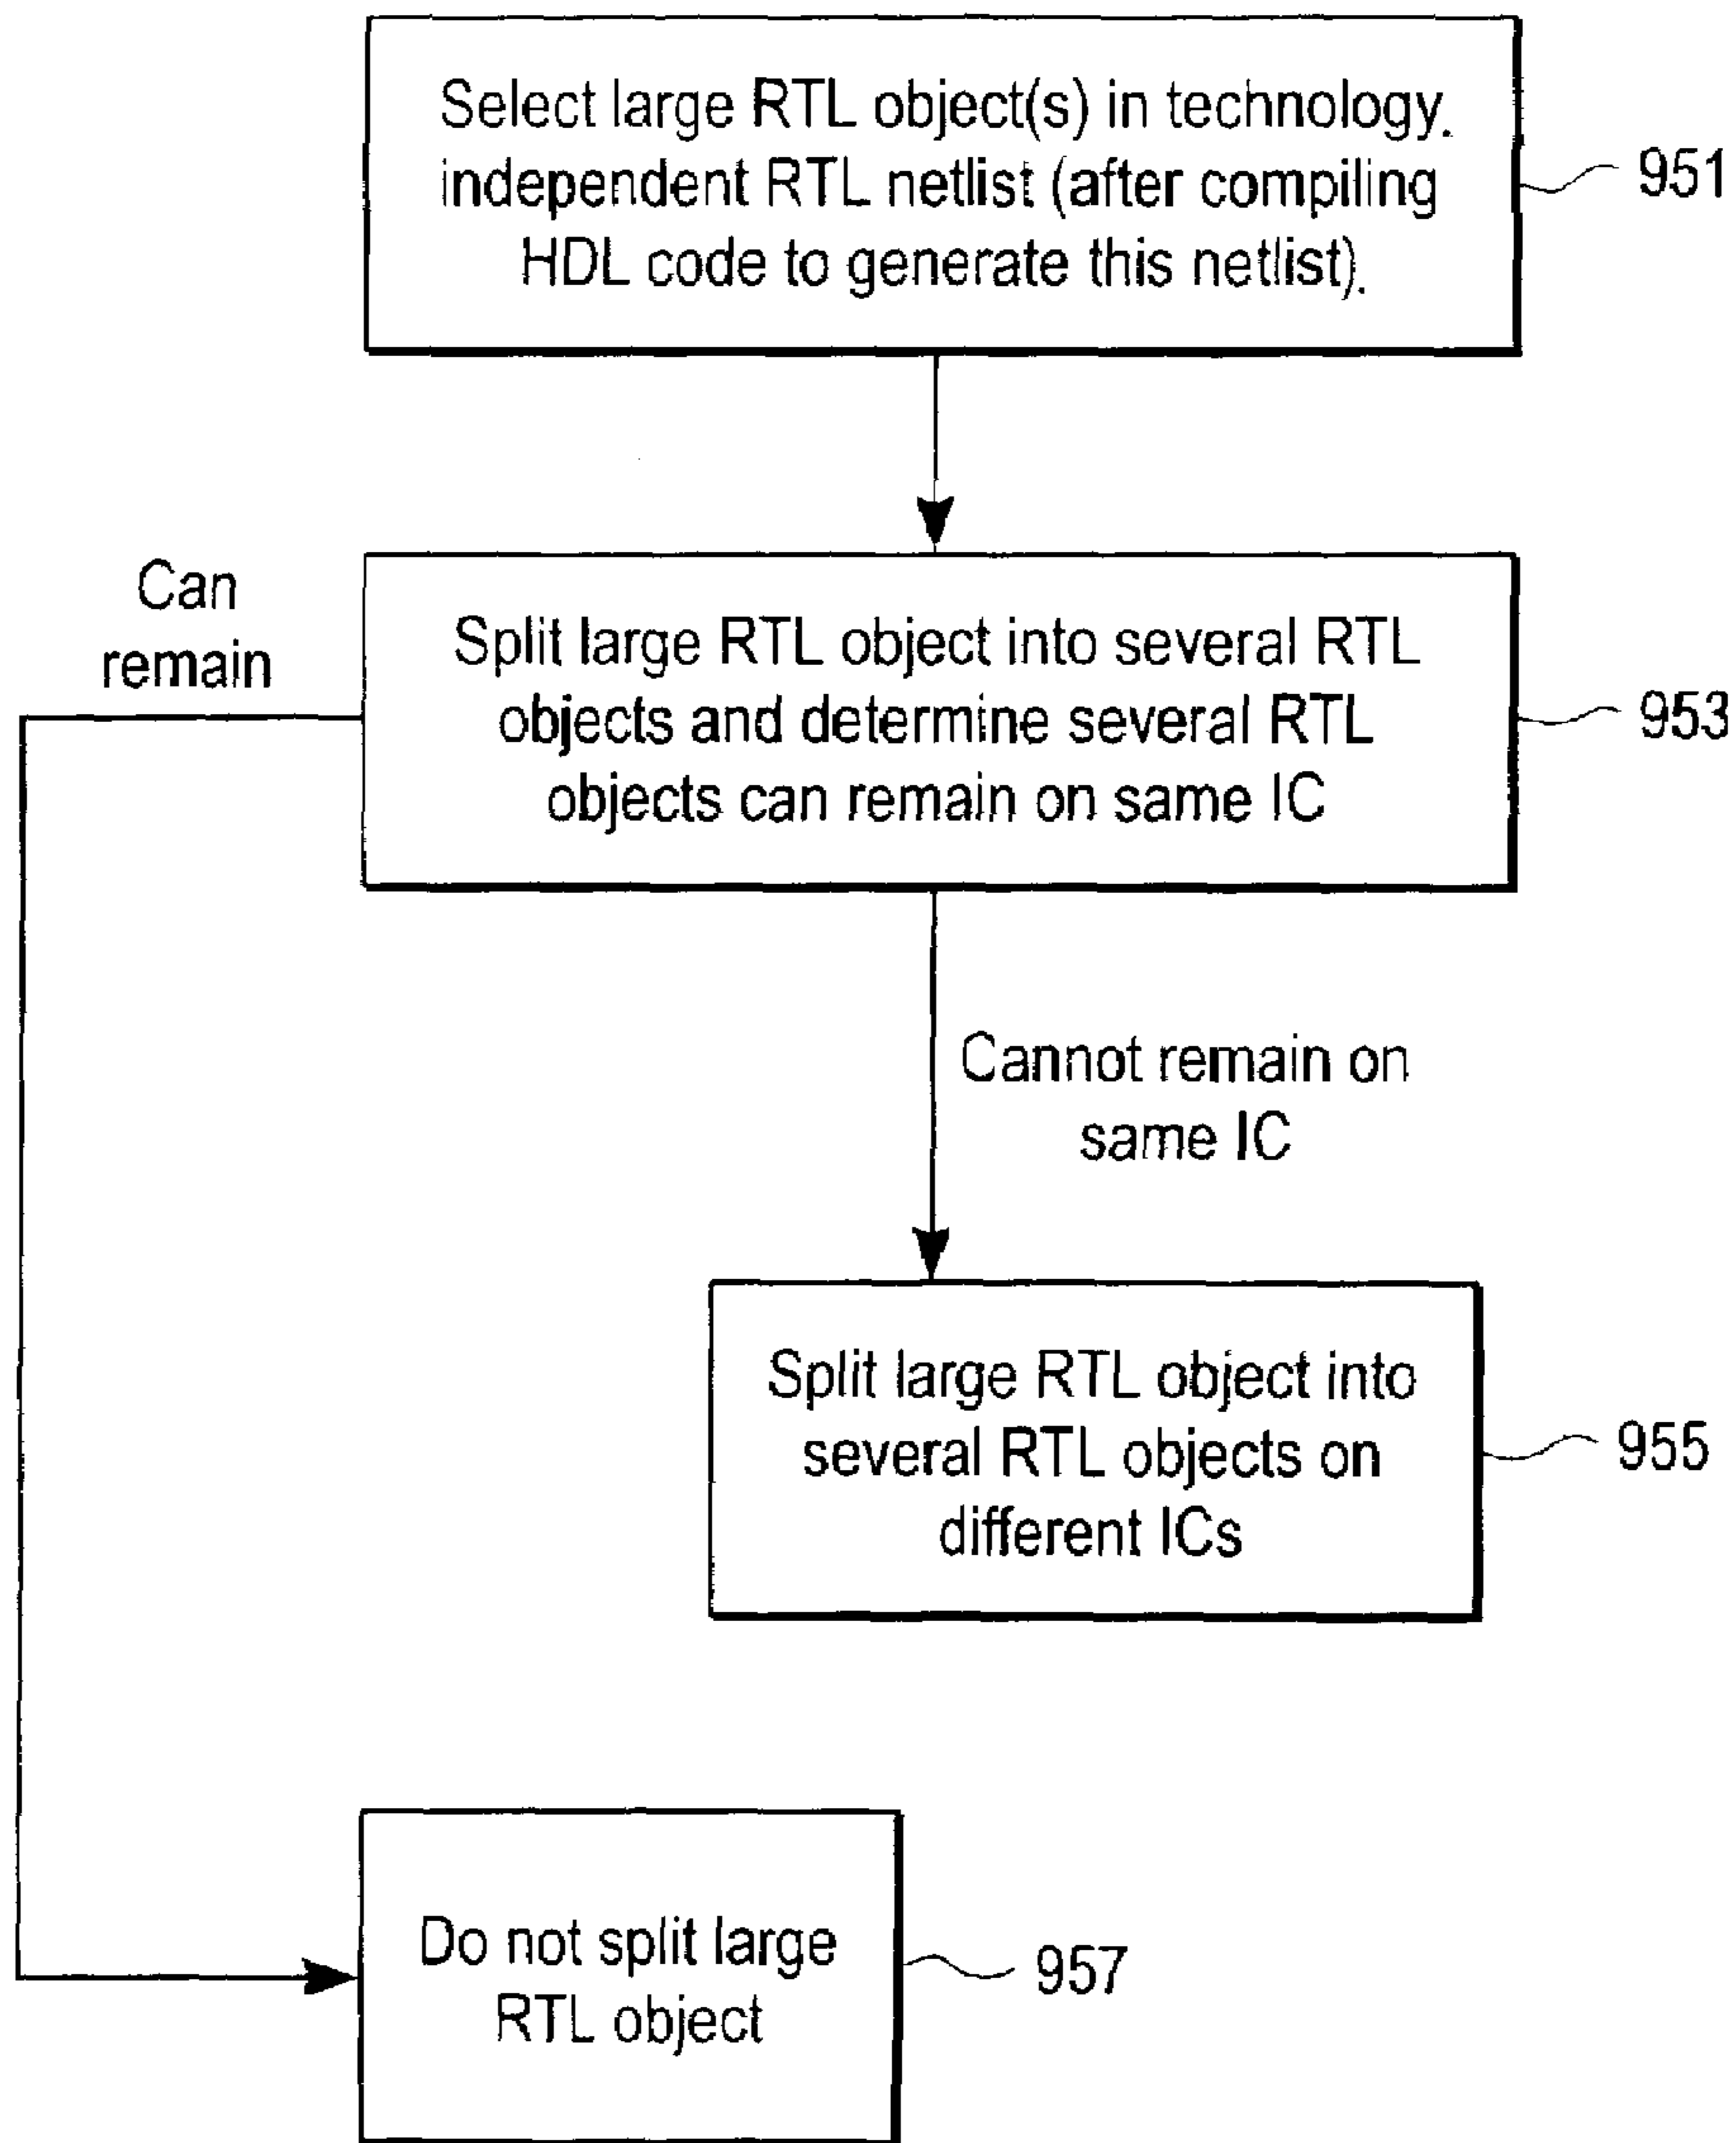 Select large RTL object(s) in technology.
independent RTL netlist (after compiling
HDL code to generate this netlist).
951
Can
remain
Split large RTL object into several RTL
objects and determine several RTL
objects can remain on same IC
953
Cannot remain on
same IC
Split large RTL object into
several RTL objects on
different ICs
955
Do not split large
RTL object
957